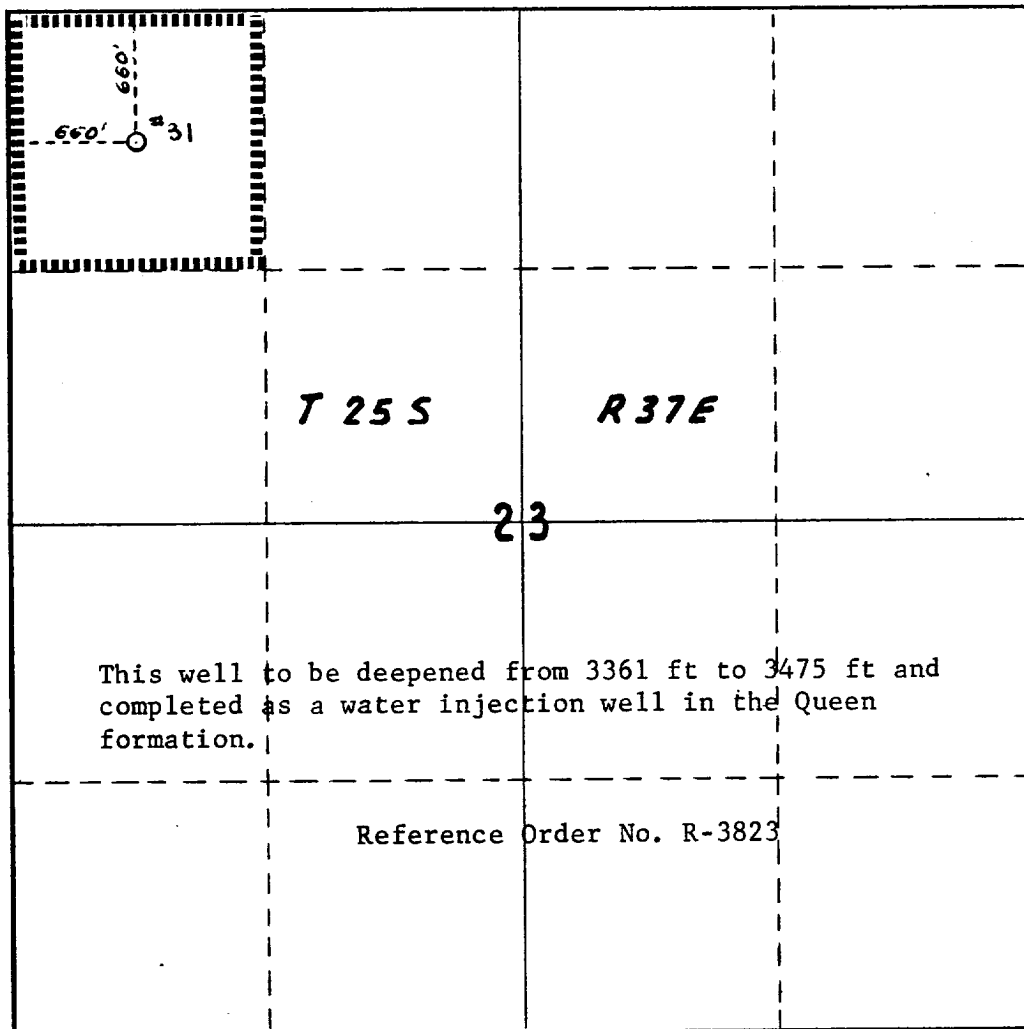 660'
660' #31
T 25 S R 37E
23
This well to be deepened from 3361 ft to 3475 ft and
completed as a water injection well in the Queen
formation.
Reference Order No. R-3823